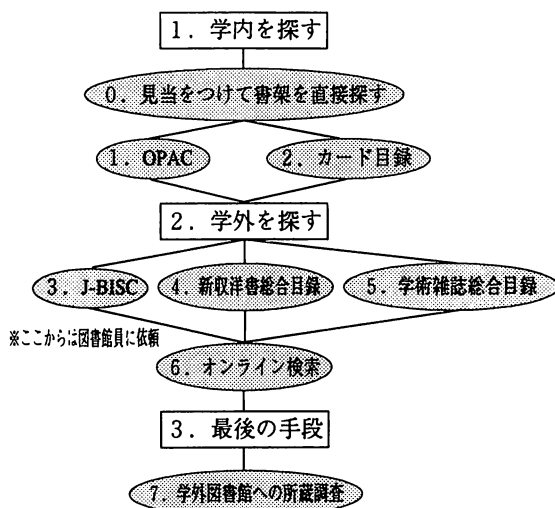 1. 学内を探す
0. 見当をつけて書架を直接探す
1. OPAC
2. カード目録
2. 学外を探す
3. J-BISC
4. 新収洋書総合目録
5. 学術雑誌総合目録
※ここからは図書館員に依頼
6. オンライン検索
3. 最後の手段
7. 学外図書館への所蔵調査